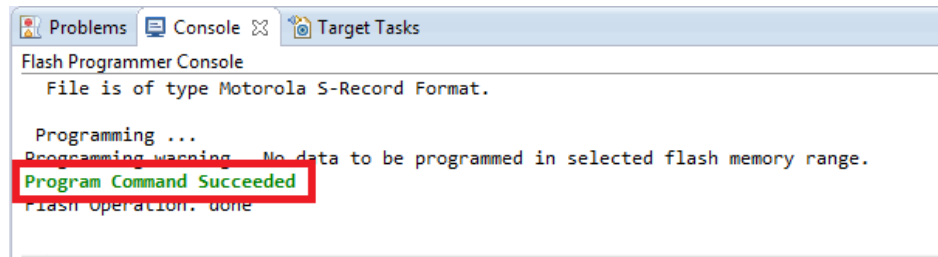 Problems Console Target Tasks
Flash Programmer Console
File is of type Motorola S-Record Format.
Programming ...
Programming warning. No data to be programmed in selected flash memory range.
Program Command Succeeded
Flash Operation. done